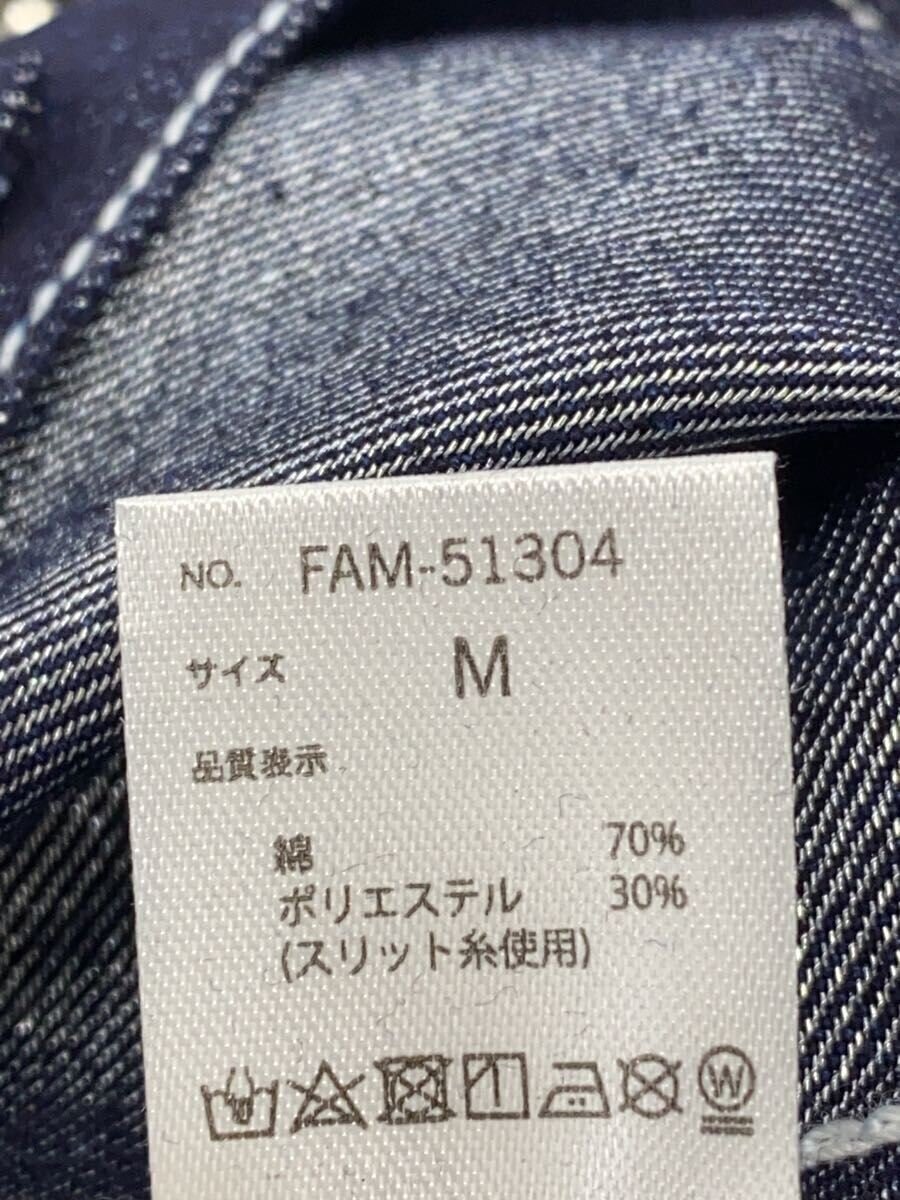 NO. FAM-51304
サイズ M
品質表示
綿 70%
ポリエステル 30%
(スリット糸使用)
W